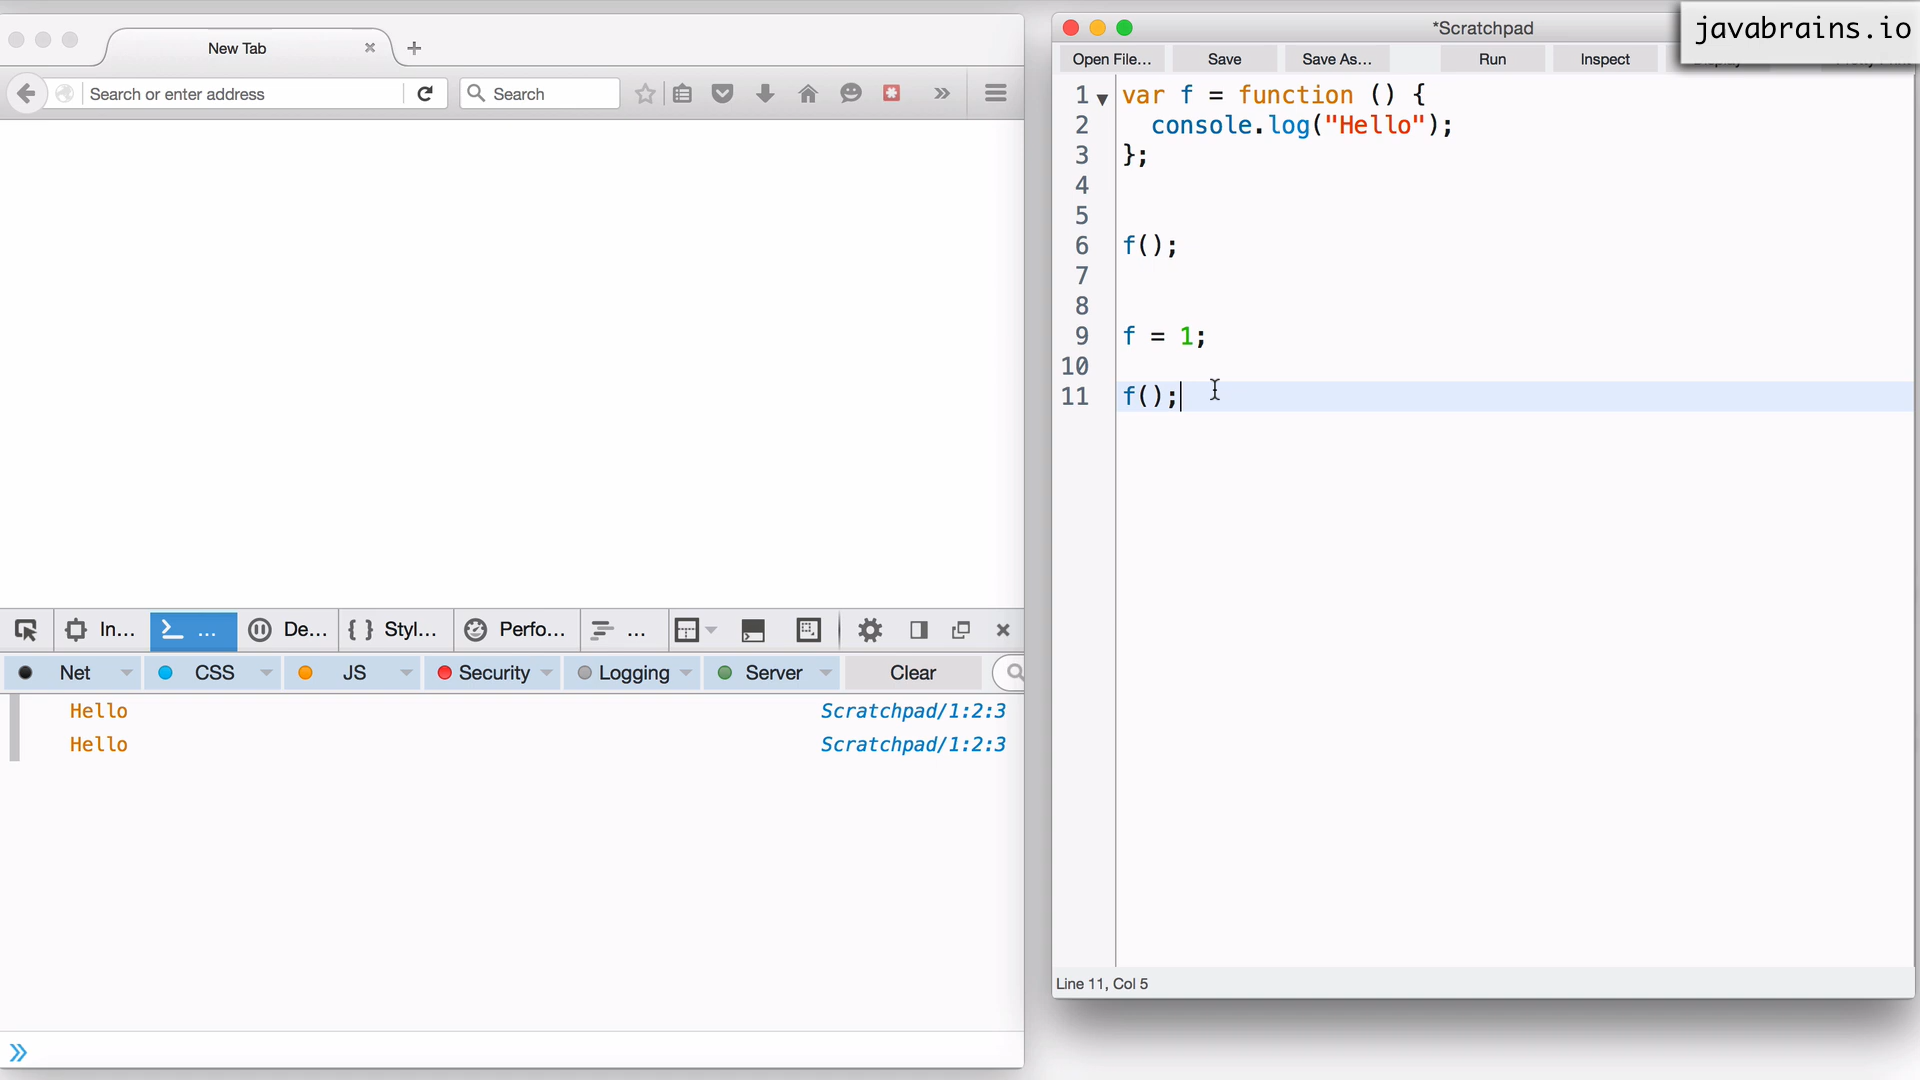 javabrains.io
New Tab
Search or enter address
Search
*Scratchpad
Open File...
Save
Save As...
Run
Inspect
1 var f = function () {
2 console.log("Hello");
3 };
4
5
6 f();
7
8
9 f = 1;
10
11 f();
Line 11, Col 5
In...
...
De...
{ } Styl...
Perfo...
...
Net
CSS
JS
Security
Logging
Server
Clear
Hello Scratchpad/1:2:3
Hello Scratchpad/1:2:3